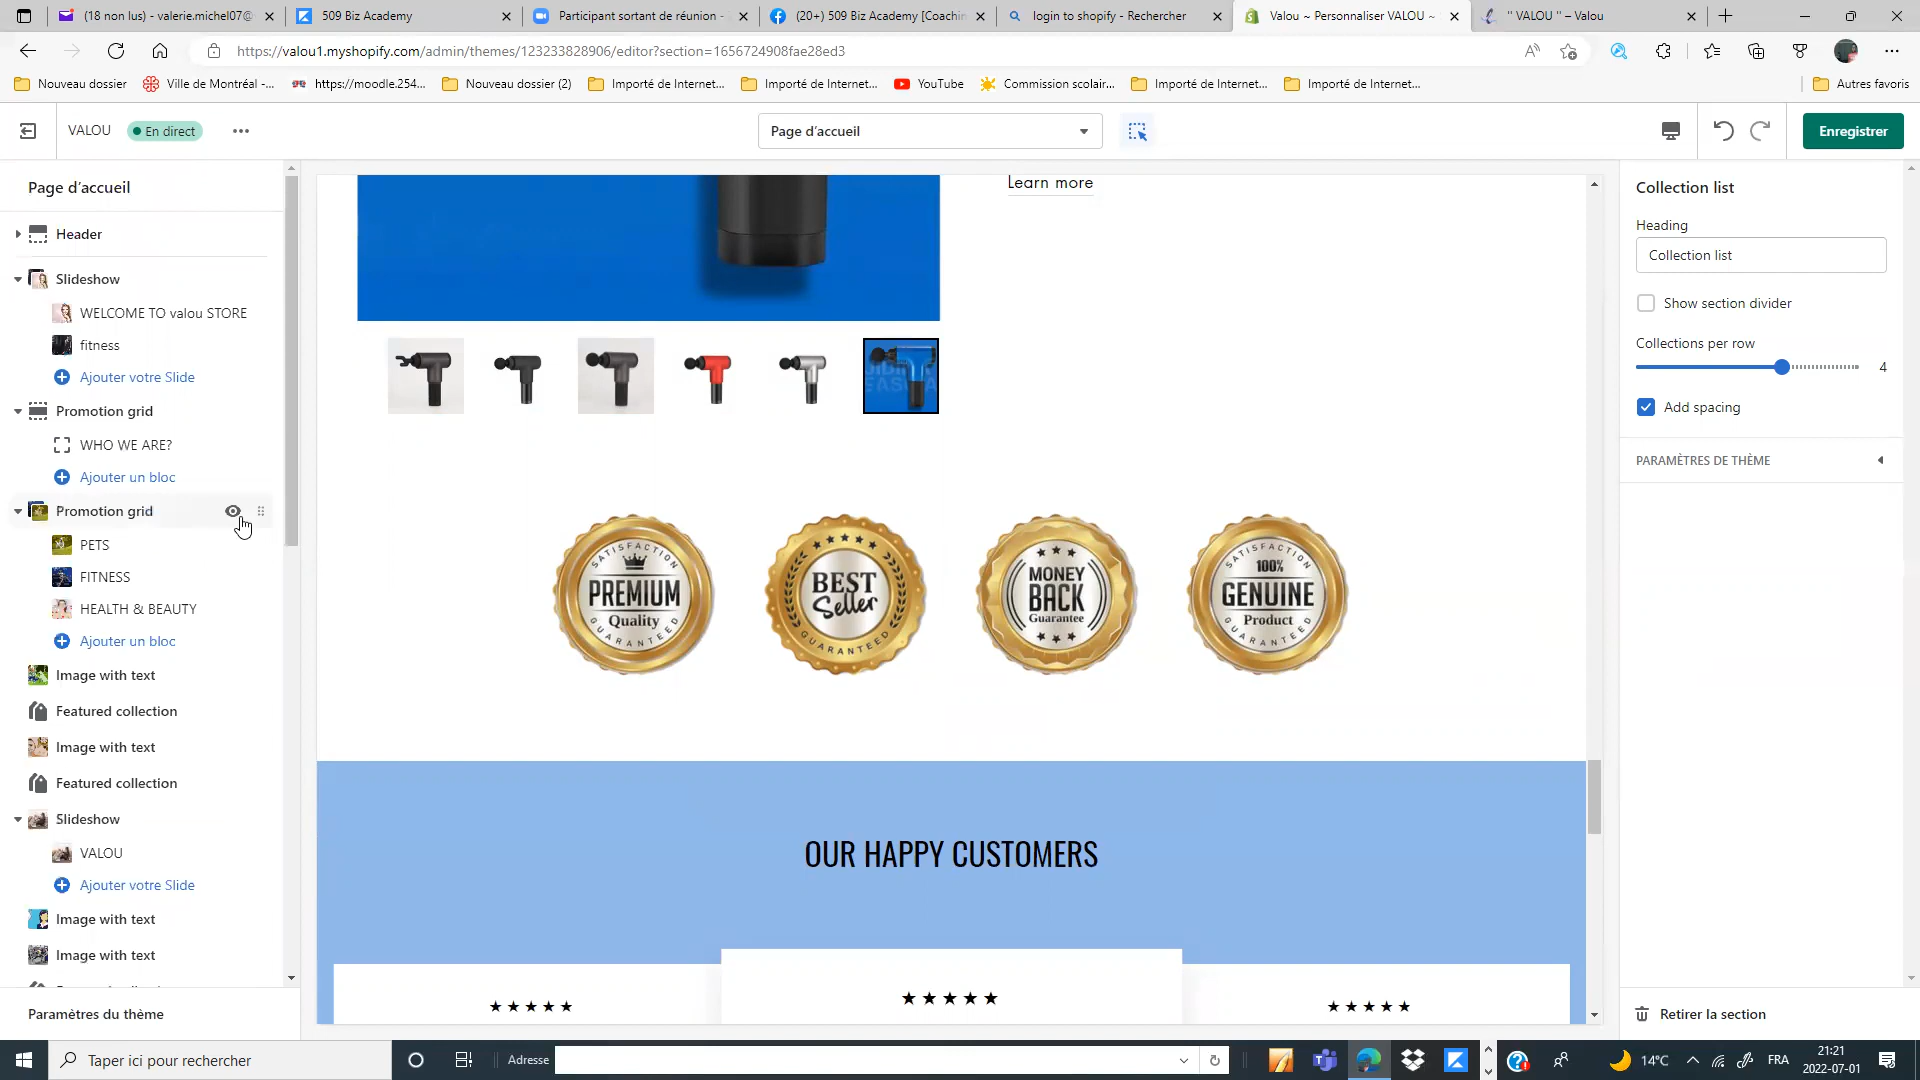 (18 non lus) - valerie.michel07@
509 Biz Academy
Participant sortant de réunion -
(20+) 509 Biz Academy [Coachin
login to shopify - Rechercher
Valou ~ Personnaliser VALOU ~
" VALOU " – Valou
https://valou1.myshopify.com/admin/themes/123233828906/editor?section=1656724908fae28ed3
Nouveau dossier
Ville de Montréal -...
https://moodle.254...
Nouveau dossier (2)
Importé de Internet...
Importé de Internet...
YouTube
Commission scolair...
Importé de Internet...
Importé de Internet...
Autres favoris
VALOU
En direct
Page d'accueil
Enregistrer
Page d'accueil
Header
Slideshow
WELCOME TO valou STORE
fitness
Ajouter votre Slide
Promotion grid
WHO WE ARE?
Ajouter un bloc
Promotion grid
PETS
FITNESS
HEALTH & BEAUTY
Ajouter un bloc
Image with text
Featured collection
Image with text
Featured collection
Slideshow
VALOU
Ajouter votre Slide
Image with text
Image with text
Paramètres du thème
Learn more
SATISFACTION
PREMIUM
Quality
GUARANTEED
BEST
Seller
GUARANTEED
MONEY
BACK
Guarantee
SATISFACTION
100%
GENUINE
Product
GUARANTEED
OUR HAPPY CUSTOMERS
★★★★★
★★★★★
★★★★★
Collection list
Heading
Collection list
Show section divider
Collections per row
4
Add spacing
PARAMÈTRES DE THÈME
Retirer la section
Taper ici pour rechercher
Adresse
14°C
FRA
21:21
2022-07-01